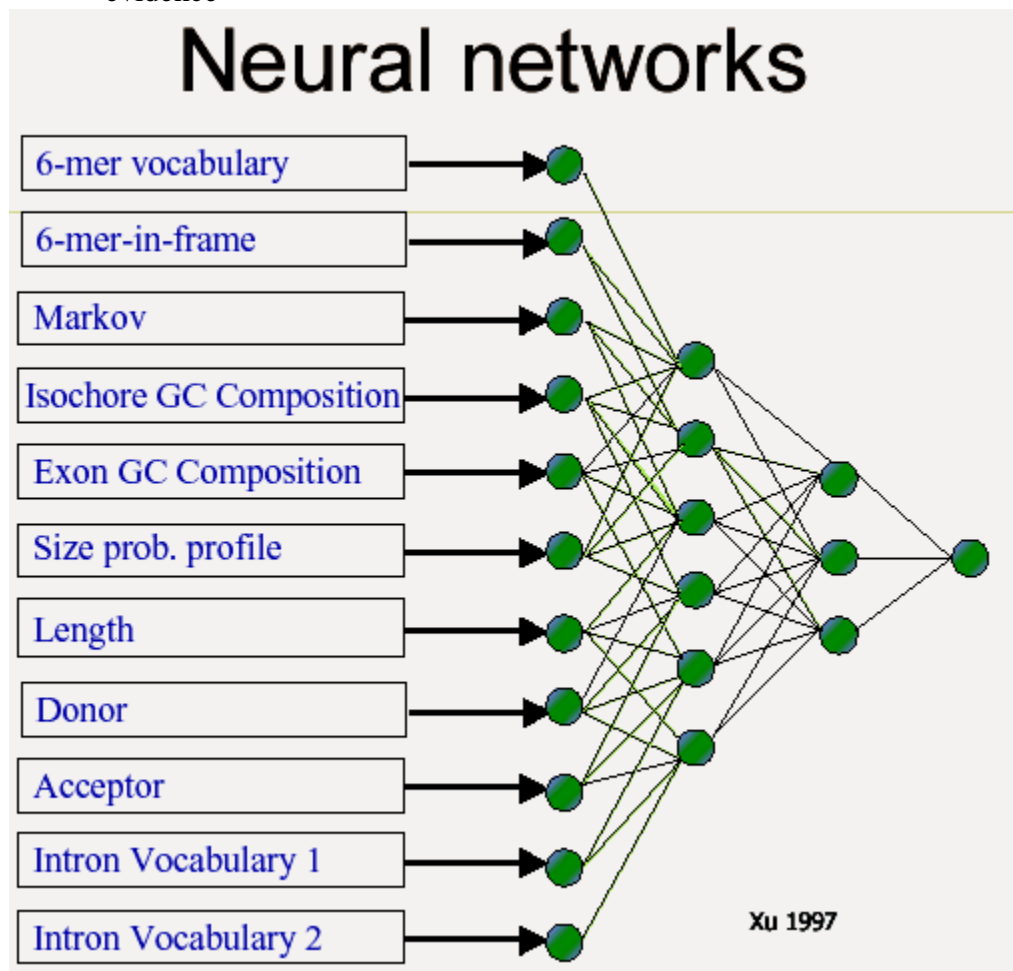 evidence
Neural networks
6-mer vocabulary
6-mer-in-frame
Markov
Isochore GC Composition
Exon GC Composition
Size prob. profile
Length
Donor
Acceptor
Intron Vocabulary 1
Intron Vocabulary 2
Xu 1997